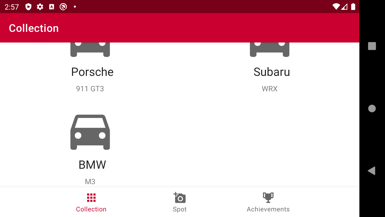 2:57
Collection
Porsche
911 GT3
Subaru
WRX
BMW
M3
Collection
Spot
Achievements